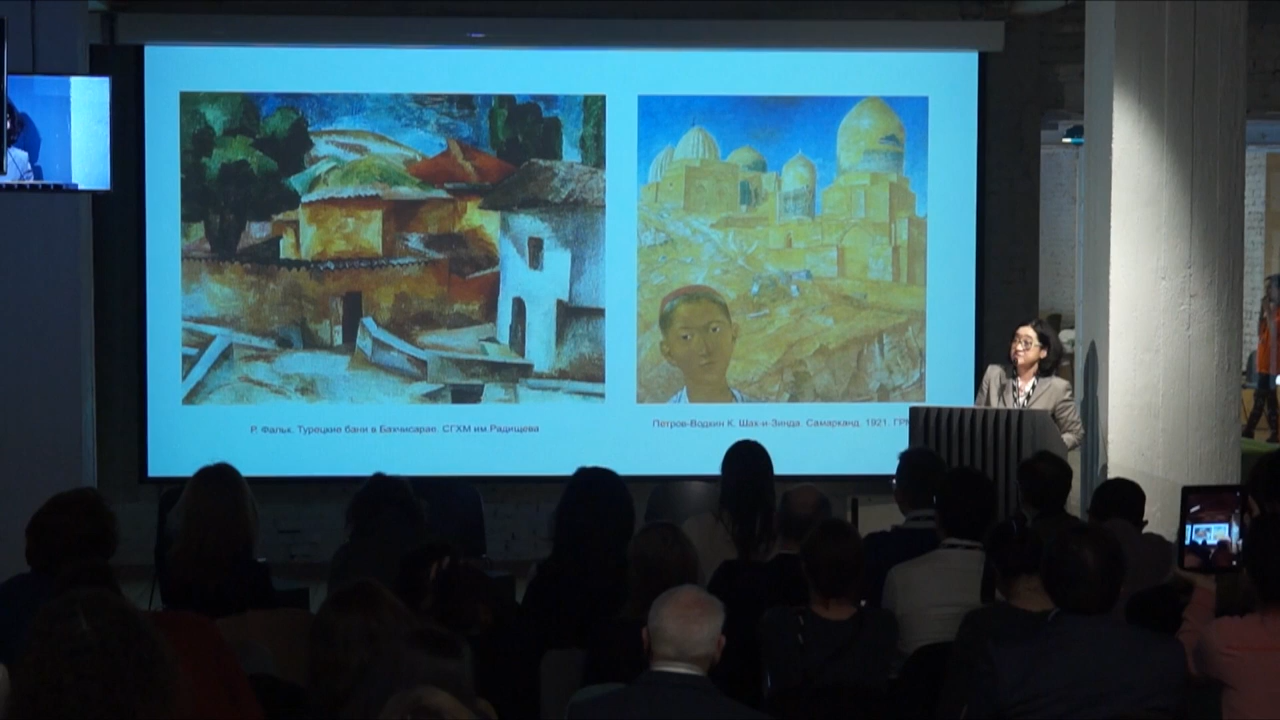 Р. Фальк. Турецкие бани в Бахчисарае. СГХМ им.Радищева
Петров-Водкин К. Шах-и-Зинда. Самарканд. 1921. ГРМ